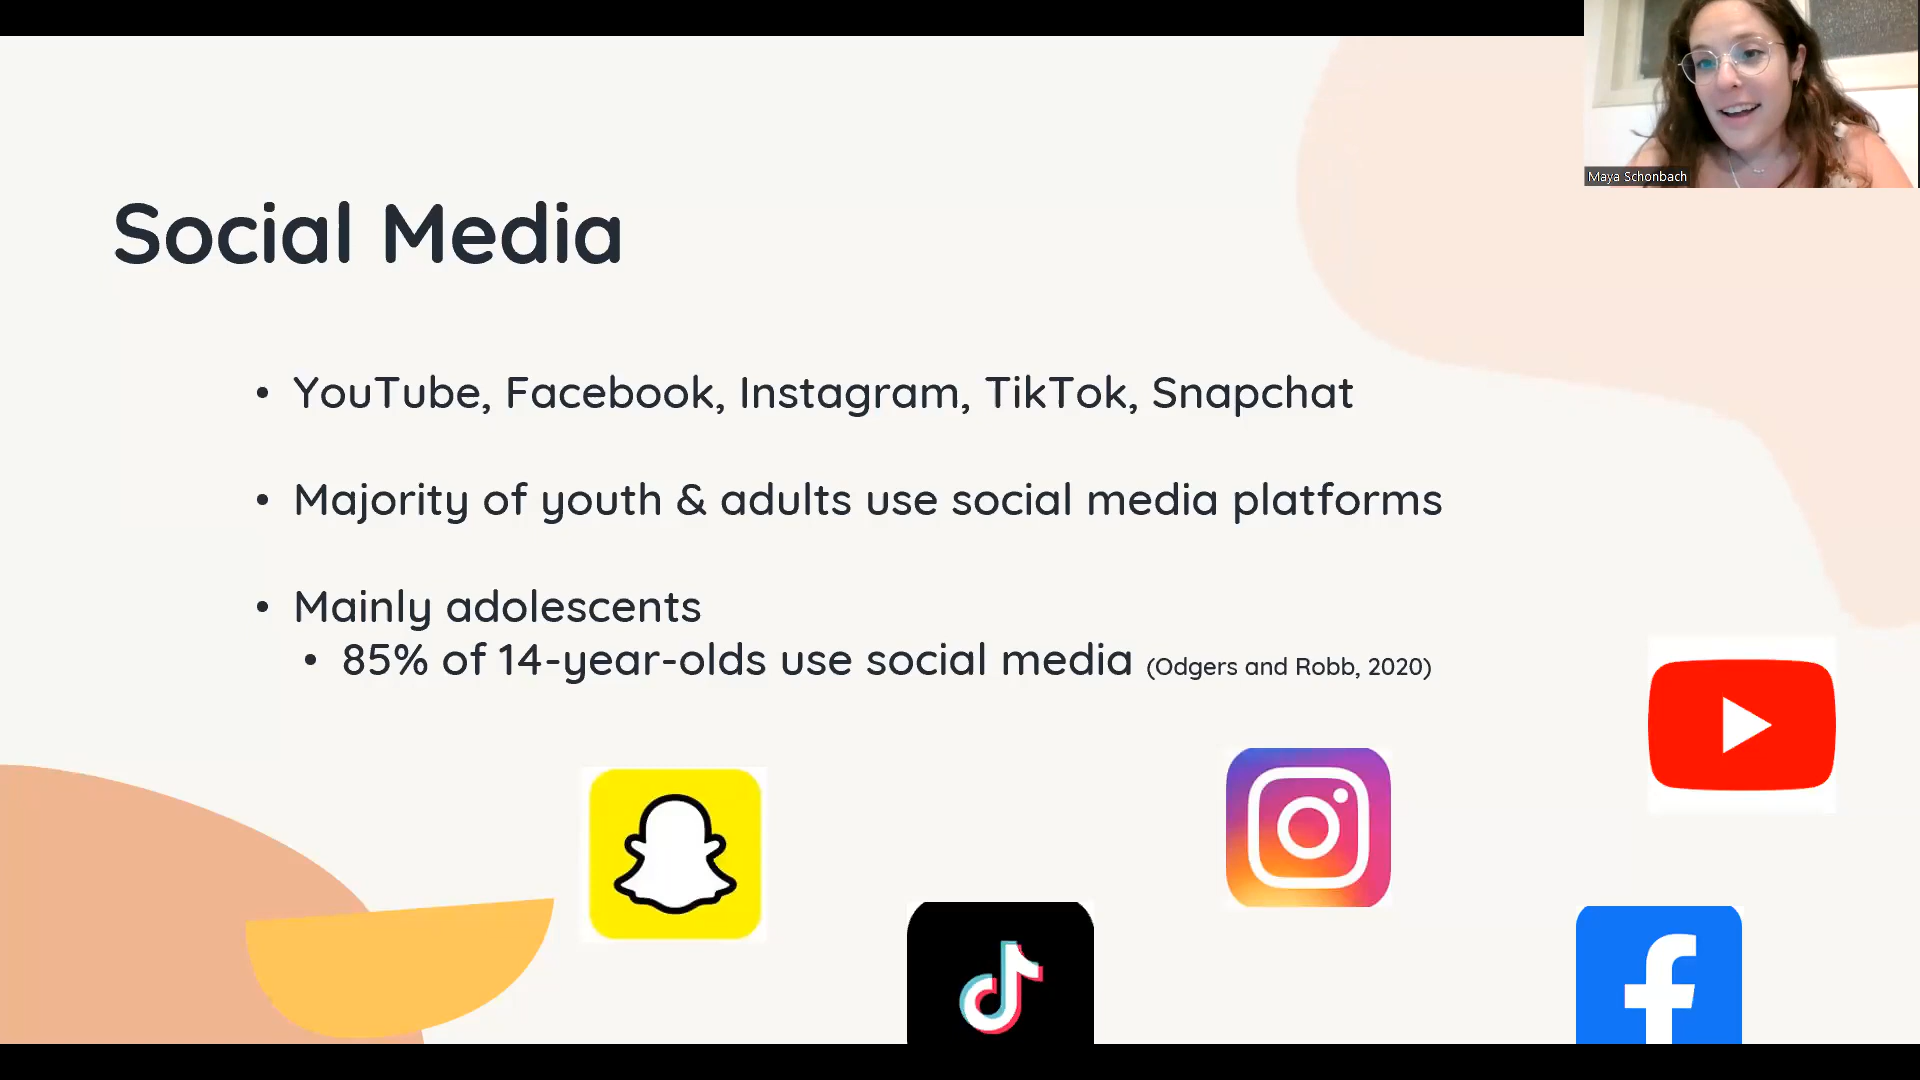 Maya Schonbach
Social Media
• YouTube, Facebook, Instagram, TikTok, Snapchat
• Majority of youth & adults use social media platforms
• Mainly adolescents
• 85% of 14-year-olds use social media (Odgers and Robb, 2020)